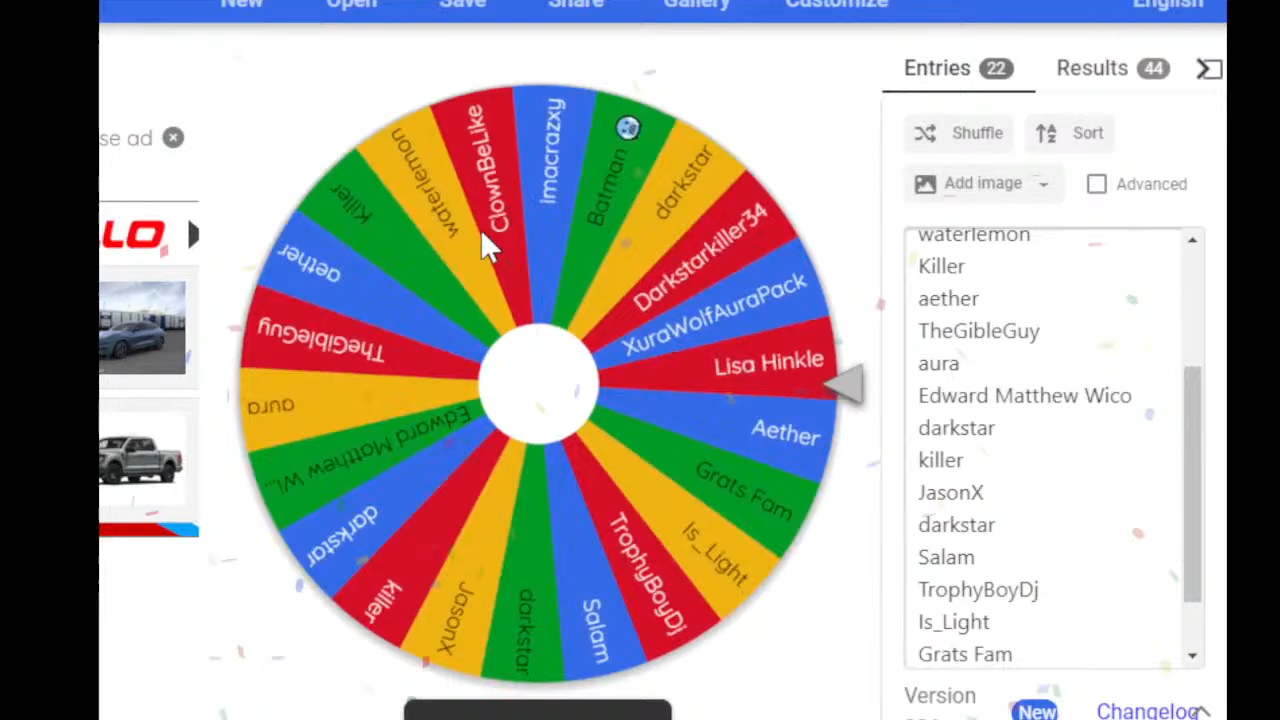 New Open Save Share Gallery Customize English
Entries 22 Results 44
se ad
Shuffle Sort
Add image Advanced
LO
waterlemon
Killer
aether
TheGibleGuy
aura
Edward Matthew Wico
darkstar
killer
JasonX
darkstar
Salam
TrophyBoyDj
Is_Light
Grats Fam
Version
New Changelog
imacrazxy
Batman
darkstar
Darkstarkiller34
XuraWolfAuraPack
Lisa Hinkle
Aether
Grats Fam
Is_Light
TrophyBoyDj
Salam
darkstar
JasonX
killer
darkstar
Edward Matthew Wi...
aura
TheGibleGuy
aether
Killer
waterlemon
ClownBeLike